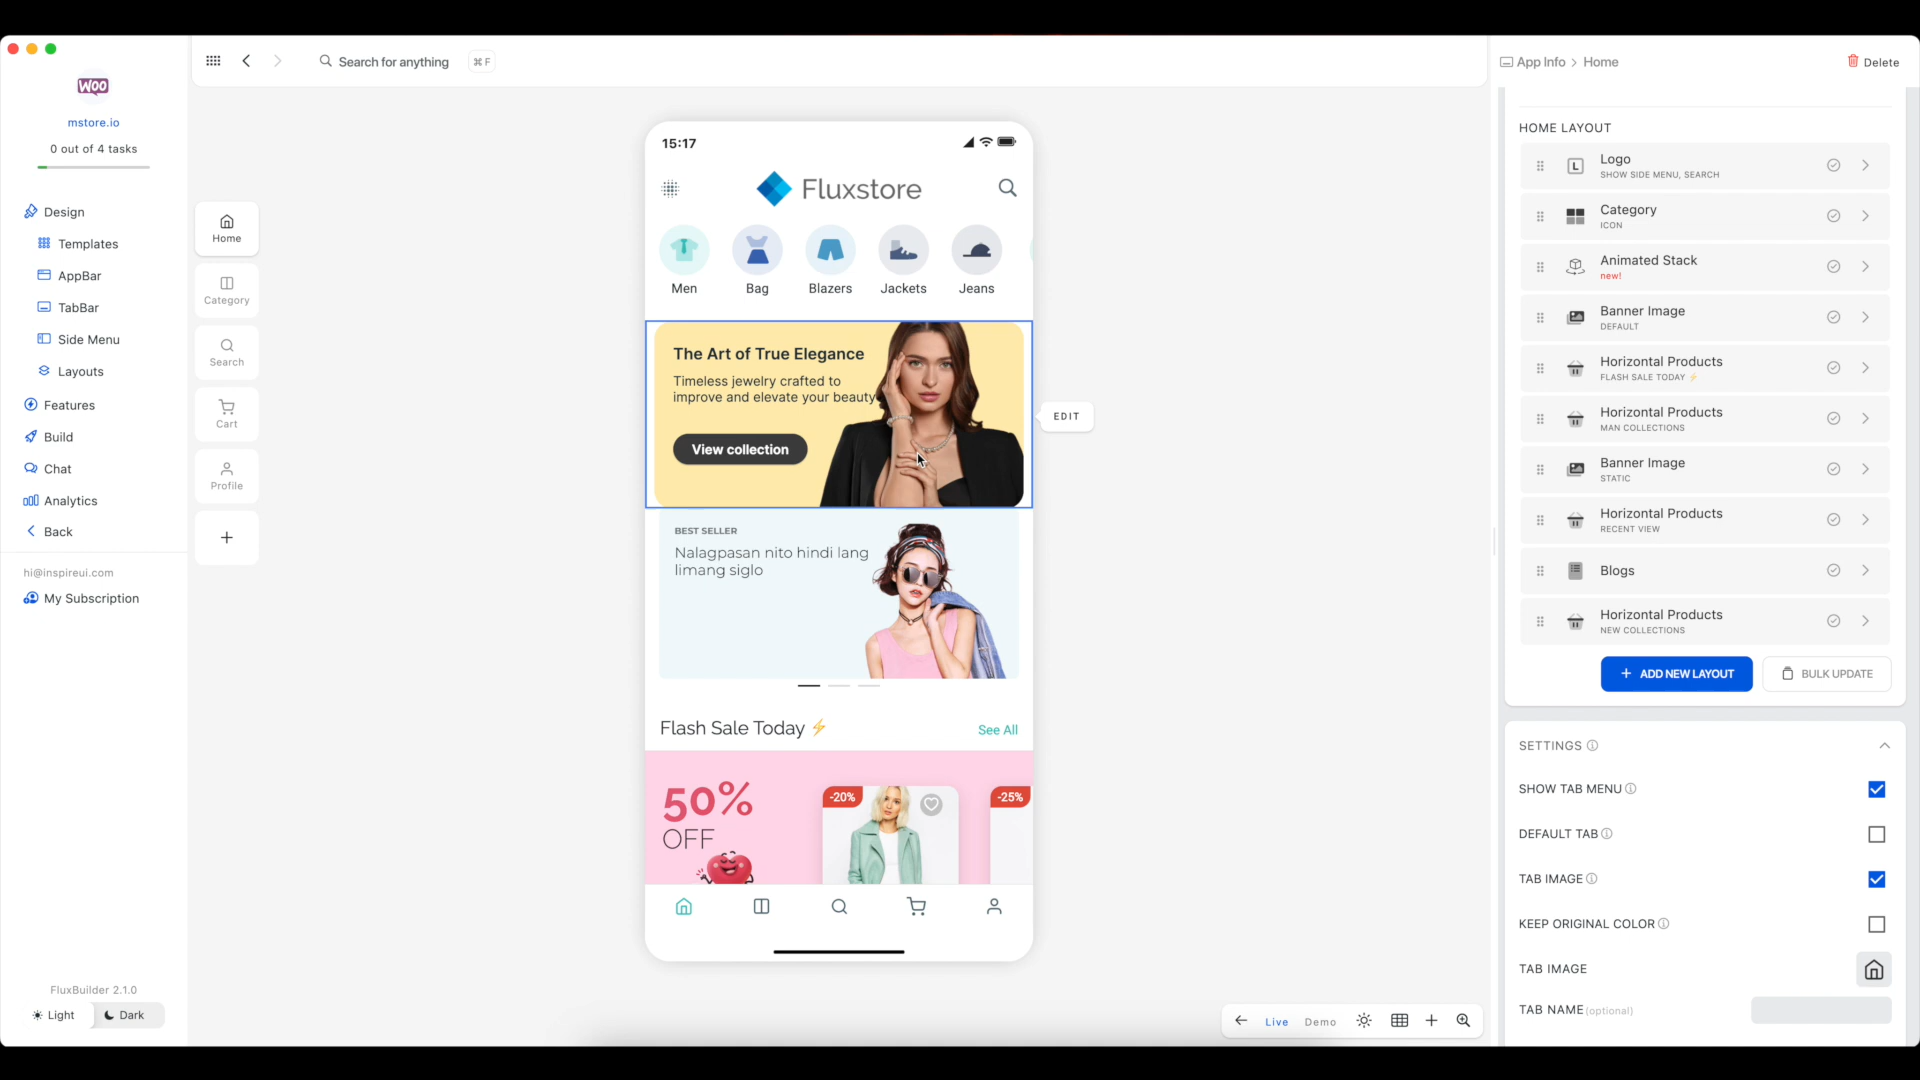 WOO
mstore.io
0 out of 4 tasks
Design
Templates
AppBar
TabBar
Side Menu
Layouts
Features
Build
Chat
Analytics
Back
hi@inspireui.com
My Subscription
FluxBuilder 2.1.0
Light
Dark
Search for anything
⌘ F
Home
Category
Search
Cart
Profile
15:17
Fluxstore
Men
Bag
Blazers
Jackets
Jeans
The Art of True Elegance
Timeless jewelry crafted to
improve and elevate your beauty
View collection
EDIT
BEST SELLER
Nalagpasan nito hindi lang
limang siglo
Flash Sale Today ⚡
See All
50%
OFF
-20%
-25%
Live
Demo
App Info > Home
Delete
HOME LAYOUT
L
Logo
SHOW SIDE MENU, SEARCH
Category
ICON
Animated Stack
new!
Banner Image
DEFAULT
Horizontal Products
FLASH SALE TODAY ⚡
Horizontal Products
MAN COLLECTIONS
Banner Image
STATIC
Horizontal Products
RECENT VIEW
Blogs
Horizontal Products
NEW COLLECTIONS
+ ADD NEW LAYOUT
BULK UPDATE
SETTINGS
SHOW TAB MENU
DEFAULT TAB
TAB IMAGE
KEEP ORIGINAL COLOR
TAB IMAGE
TAB NAME (optional)